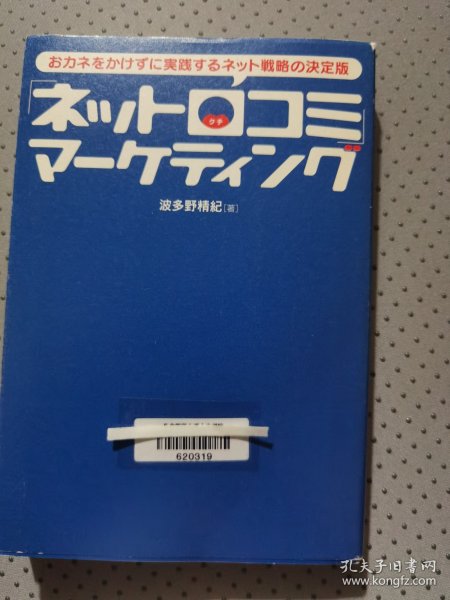 おカネをかけずに実践するネット戦略の決定版
「ネット口コミ」
クチ
マーケティング
波多野精紀[著]
620319
孔夫子旧书网
www.kongfz.com